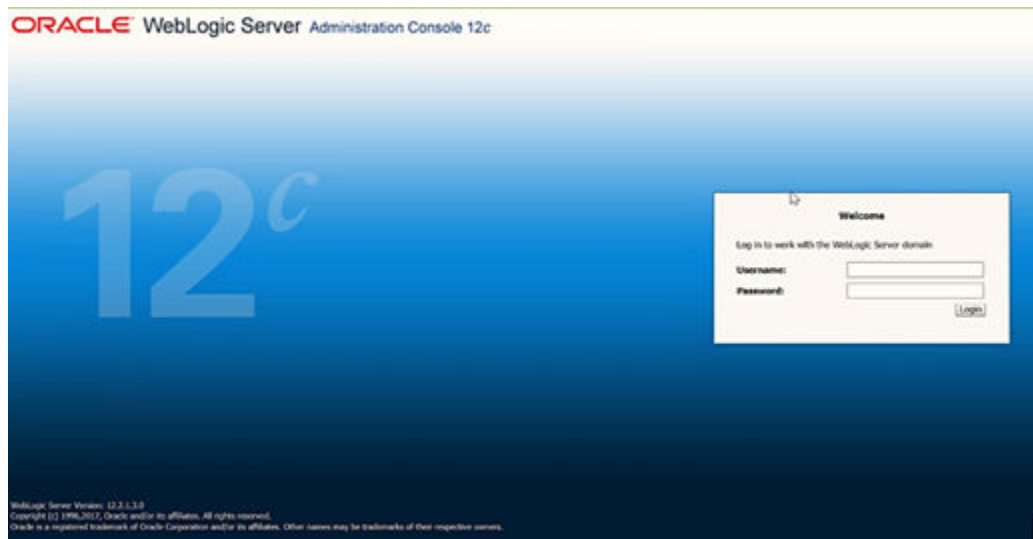 ORACLE WebLogic Server Administration Console 12c
12c
Welcome
Log in to work with the WebLogic Server domain
Username:
Password:
Login
WebLogic Server Version: 12.2.1.3.0
Copyright (c) 1996,2017, Oracle and/or its affiliates. All rights reserved.
Oracle is a registered trademark of Oracle Corporation and/or its affiliates. Other names may be trademarks of their respective owners.